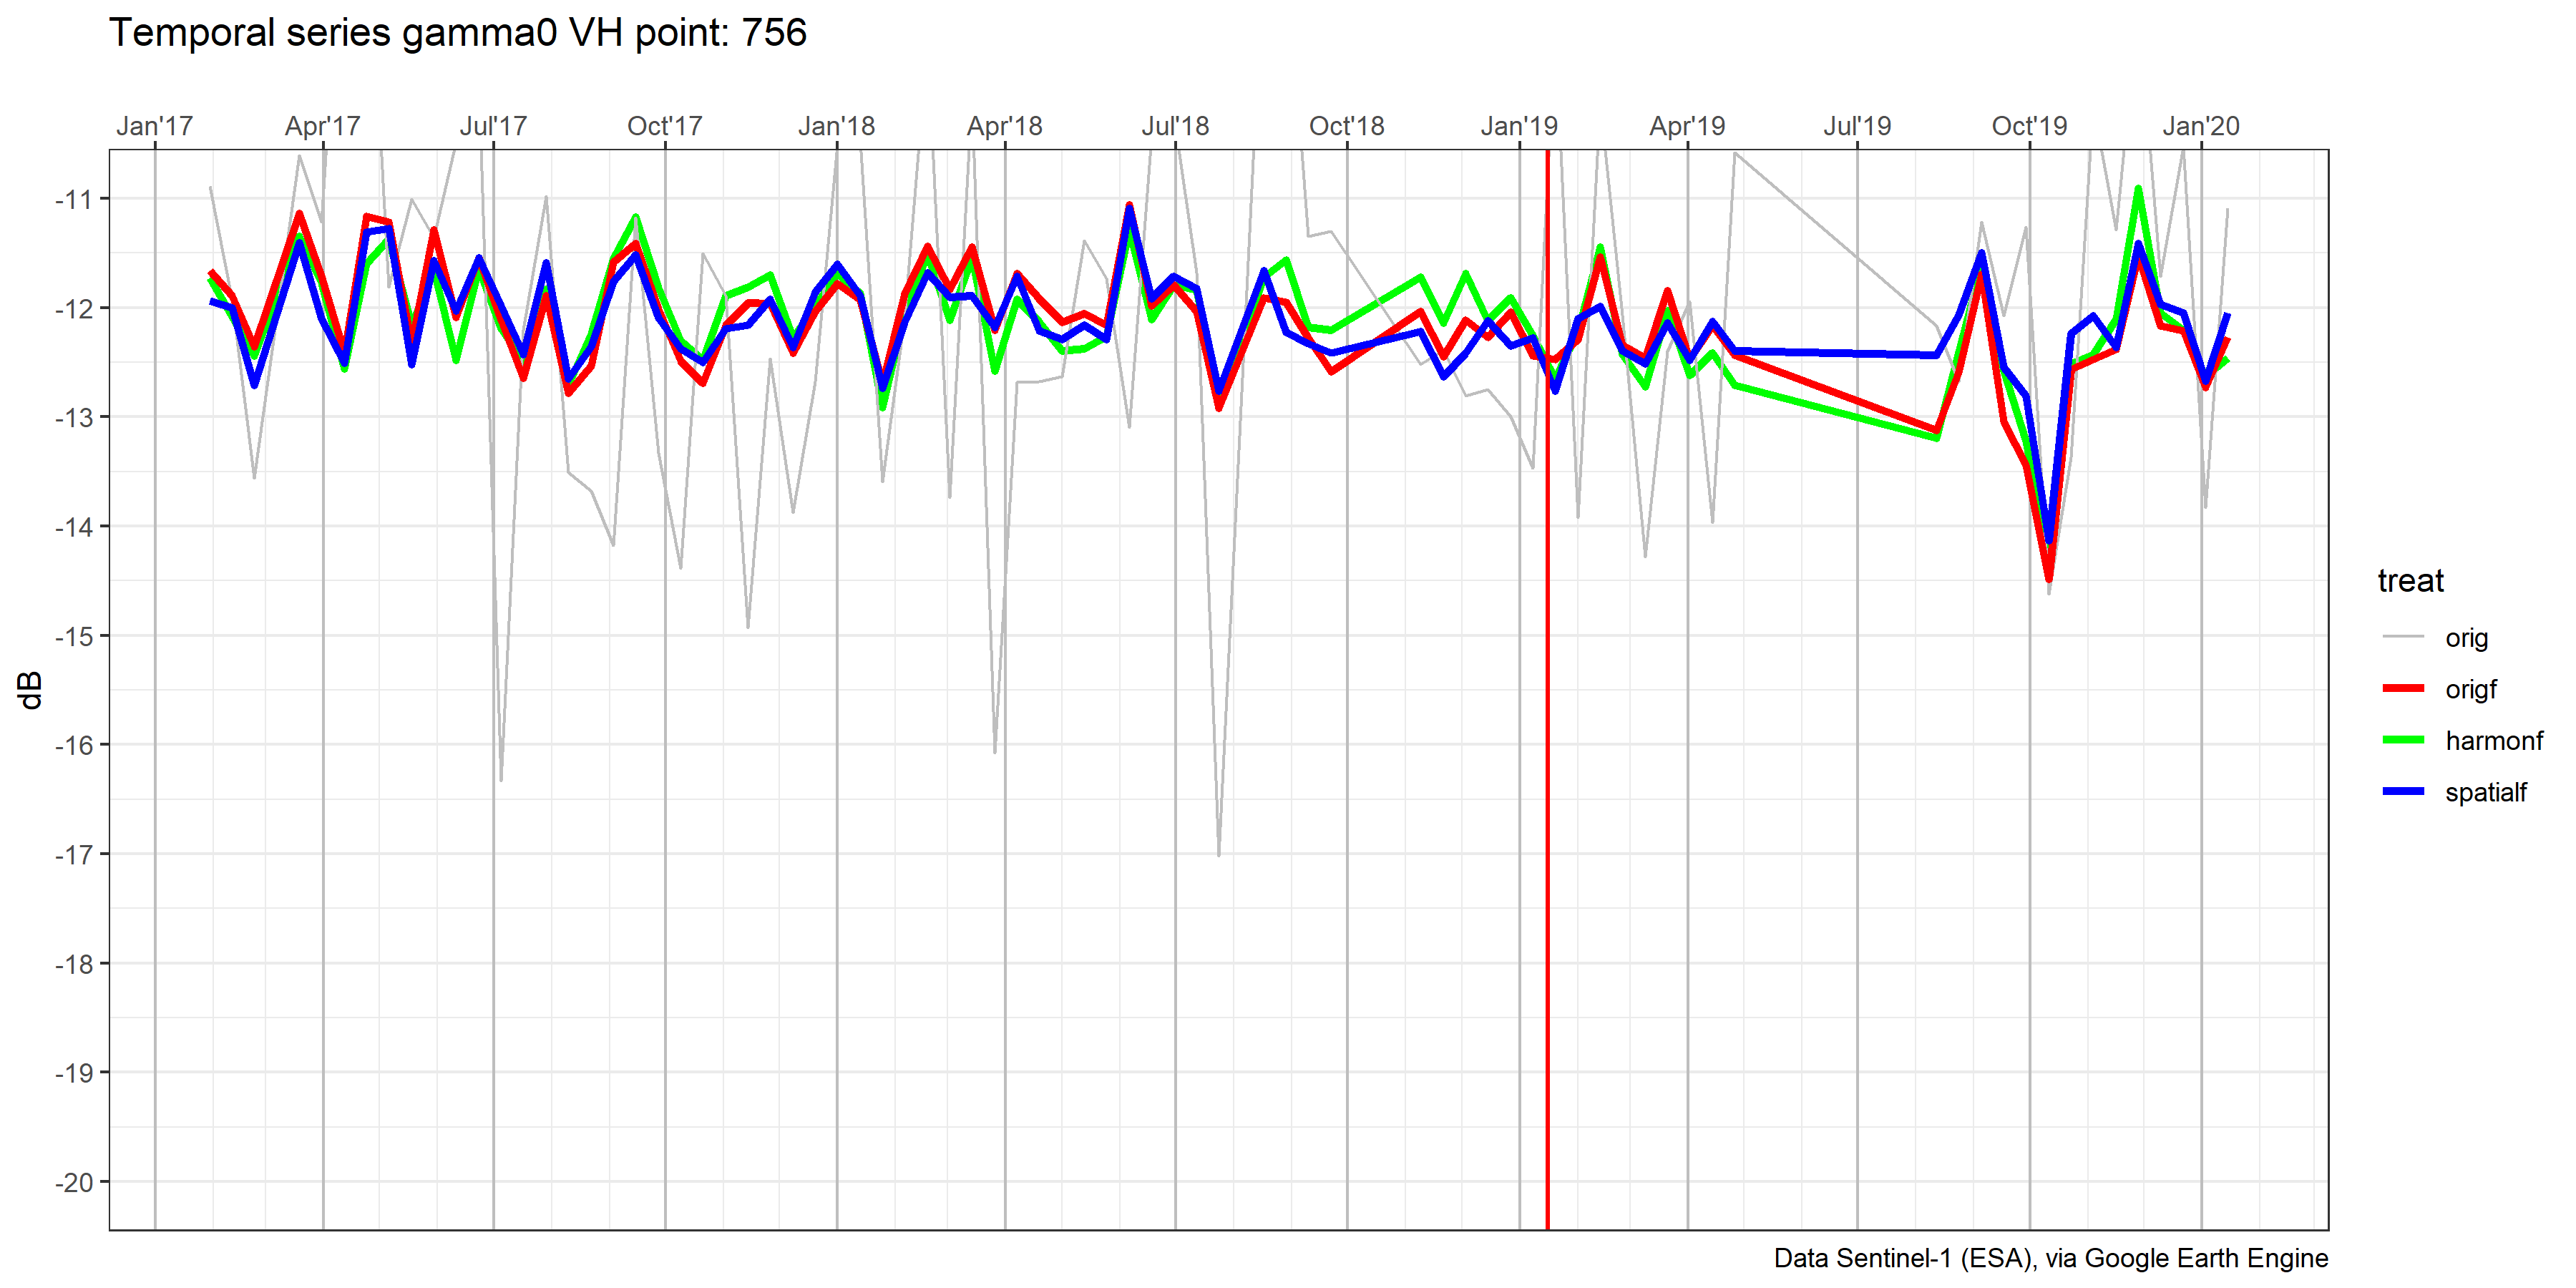 Temporal series gamma0 VH point: 756
Jan'17 Apr'17 Jul'17 Oct'17 Jan'18 Apr'18 Jul'18 Oct'18 Jan'19 Apr'19 Jul'19 Oct'19 Jan'20
-11
-12
-13
-14
-15
-16
-17
-18
-19
-20
dB
treat
orig
origf
harmonf
spatialf
Data Sentinel-1 (ESA), via Google Earth Engine